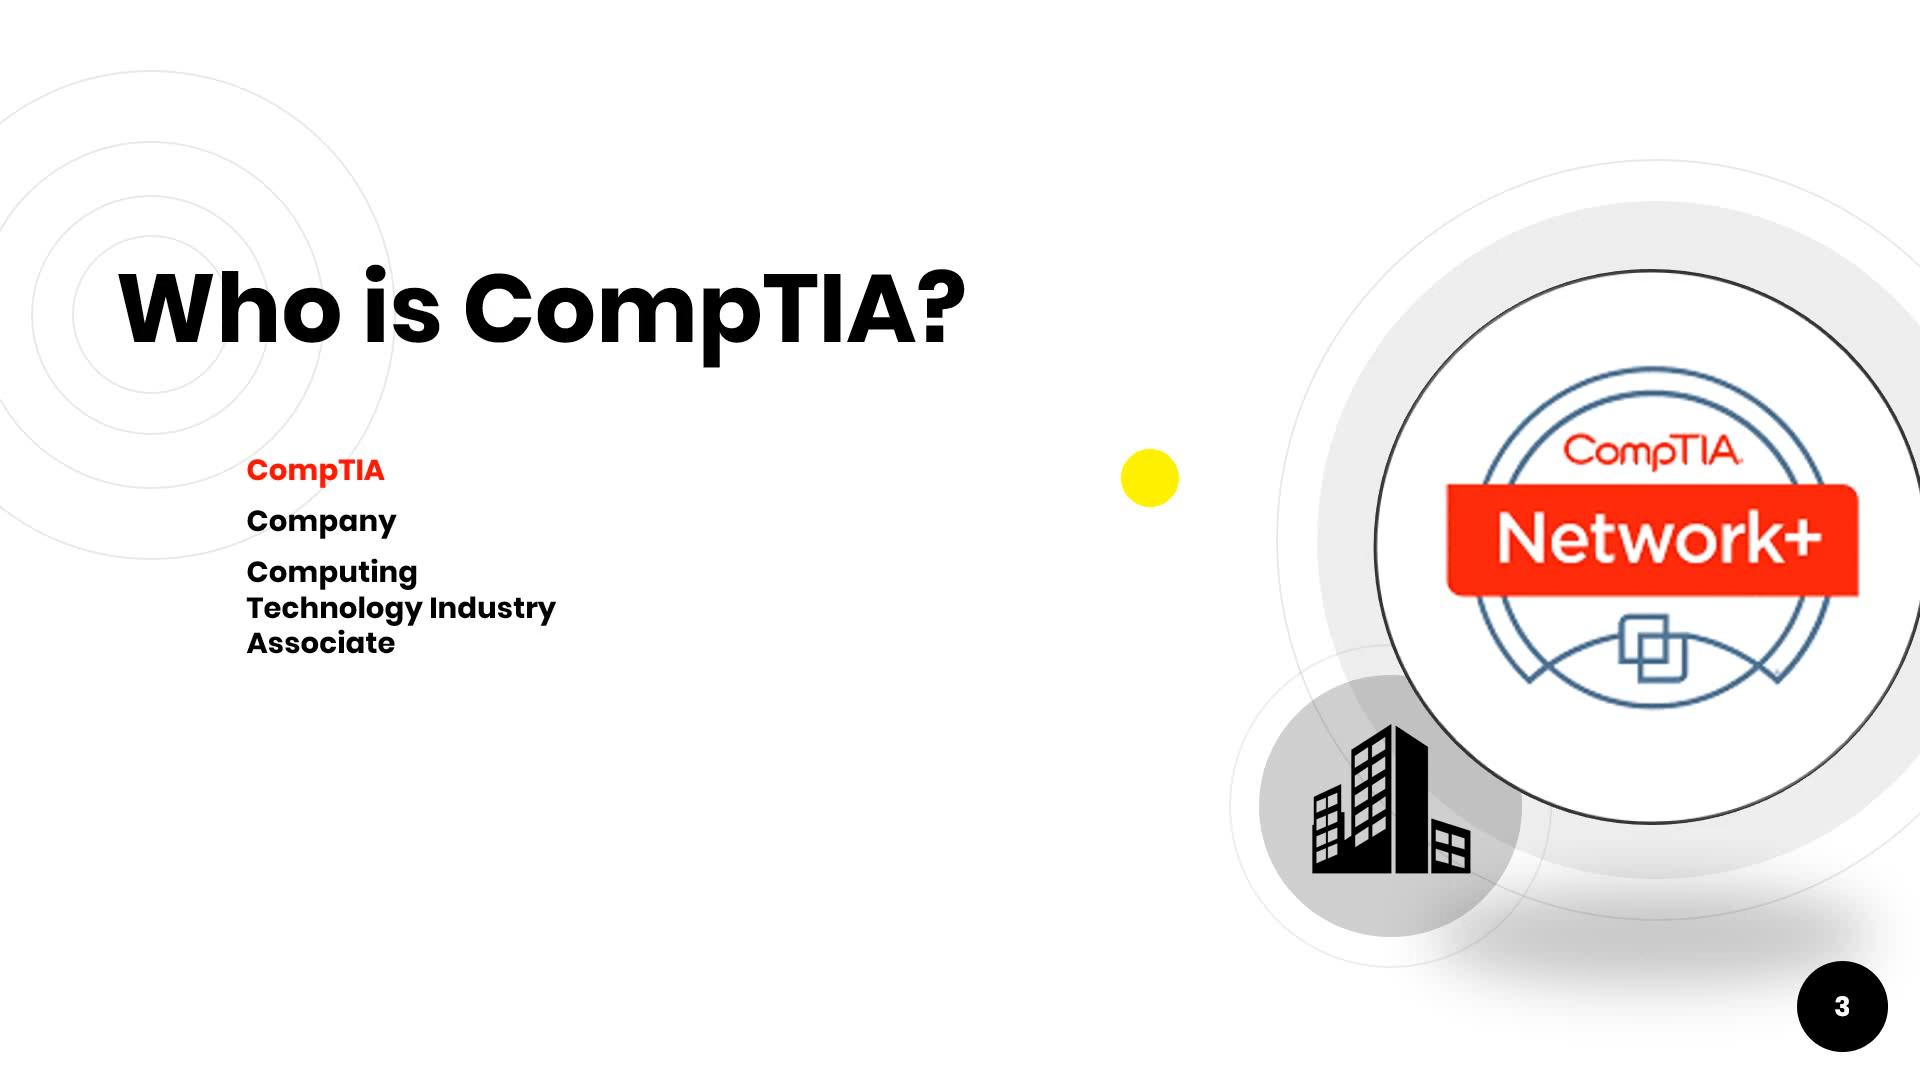 Who is CompTIA?
CompTIA
Company
Computing
Technology Industry
Associate
CompTIA.
Network+
3